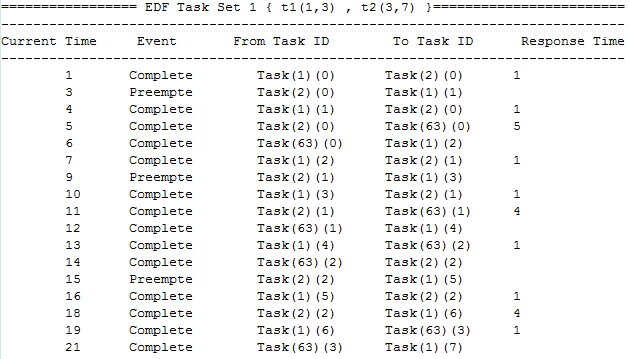 ================= EDF Task Set 1 { t1(1,3) , t2(3,7) }========================
------------------------------------------------------------------------------
Current Time     Event       From Task ID       To Task ID      Response Time
------------------------------------------------------------------------------
1       Complete        Task(1)(0)      Task(2)(0)      1
3       Preempte        Task(2)(0)      Task(1)(1)
4       Complete        Task(1)(1)      Task(2)(0)      1
5       Complete        Task(2)(0)      Task(63)(0)     5
6       Complete        Task(63)(0)     Task(1)(2)
7       Complete        Task(1)(2)      Task(2)(1)      1
9       Preempte        Task(2)(1)      Task(1)(3)
10      Complete        Task(1)(3)      Task(2)(1)      1
11      Complete        Task(2)(1)      Task(63)(1)     4
12      Complete        Task(63)(1)     Task(1)(4)
13      Complete        Task(1)(4)      Task(63)(2)     1
14      Complete        Task(63)(2)     Task(2)(2)
15      Preempte        Task(2)(2)      Task(1)(5)
16      Complete        Task(1)(5)      Task(2)(2)      1
18      Complete        Task(2)(2)      Task(1)(6)      4
19      Complete        Task(1)(6)      Task(63)(3)     1
21      Complete        Task(63)(3)     Task(1)(7)